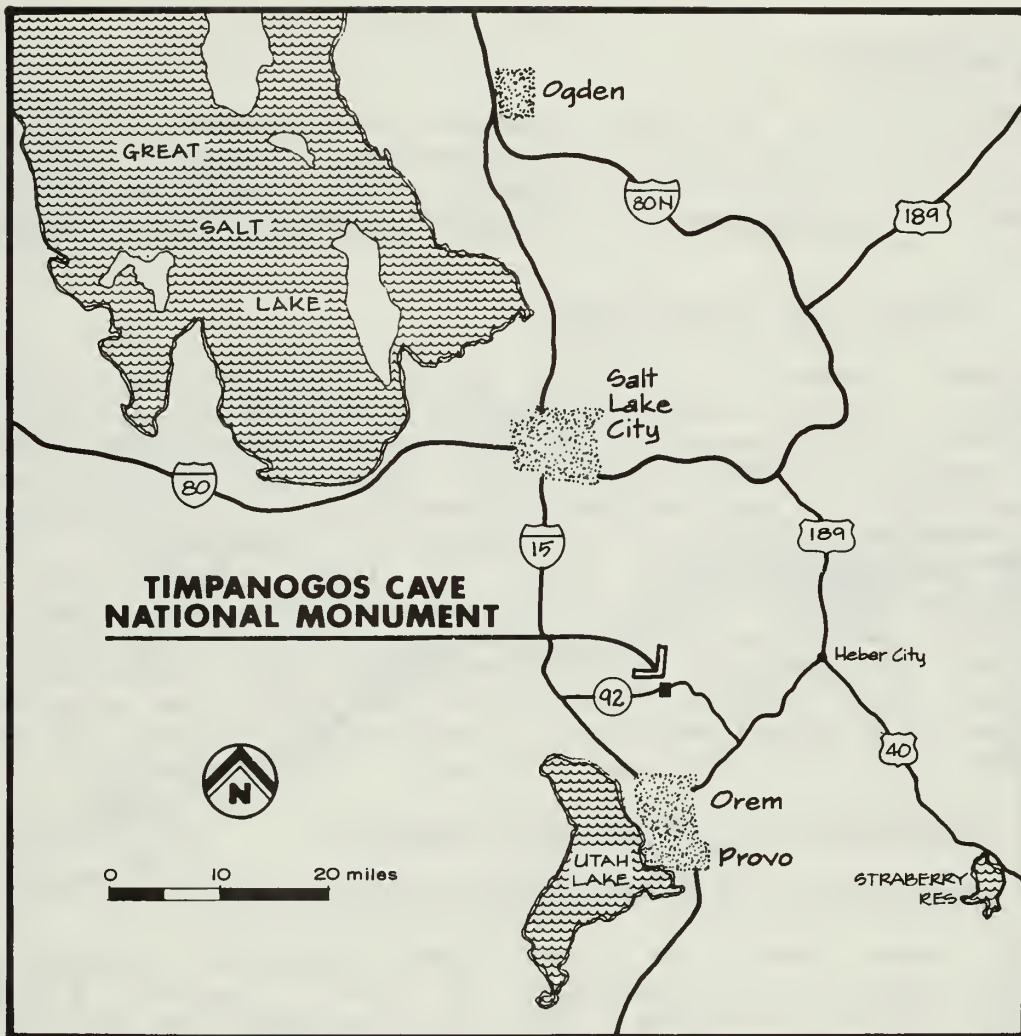 Ogden
GREAT
80N
189
SALT
LAKE
Salt
Lake
City
80
15
189
TIMPANOGOS CAVE
NATIONAL MONUMENT
Heber City
92
40
N
Orem
UTAH
LAKE
Provo
0 10 20 miles
STRABERRY
RES